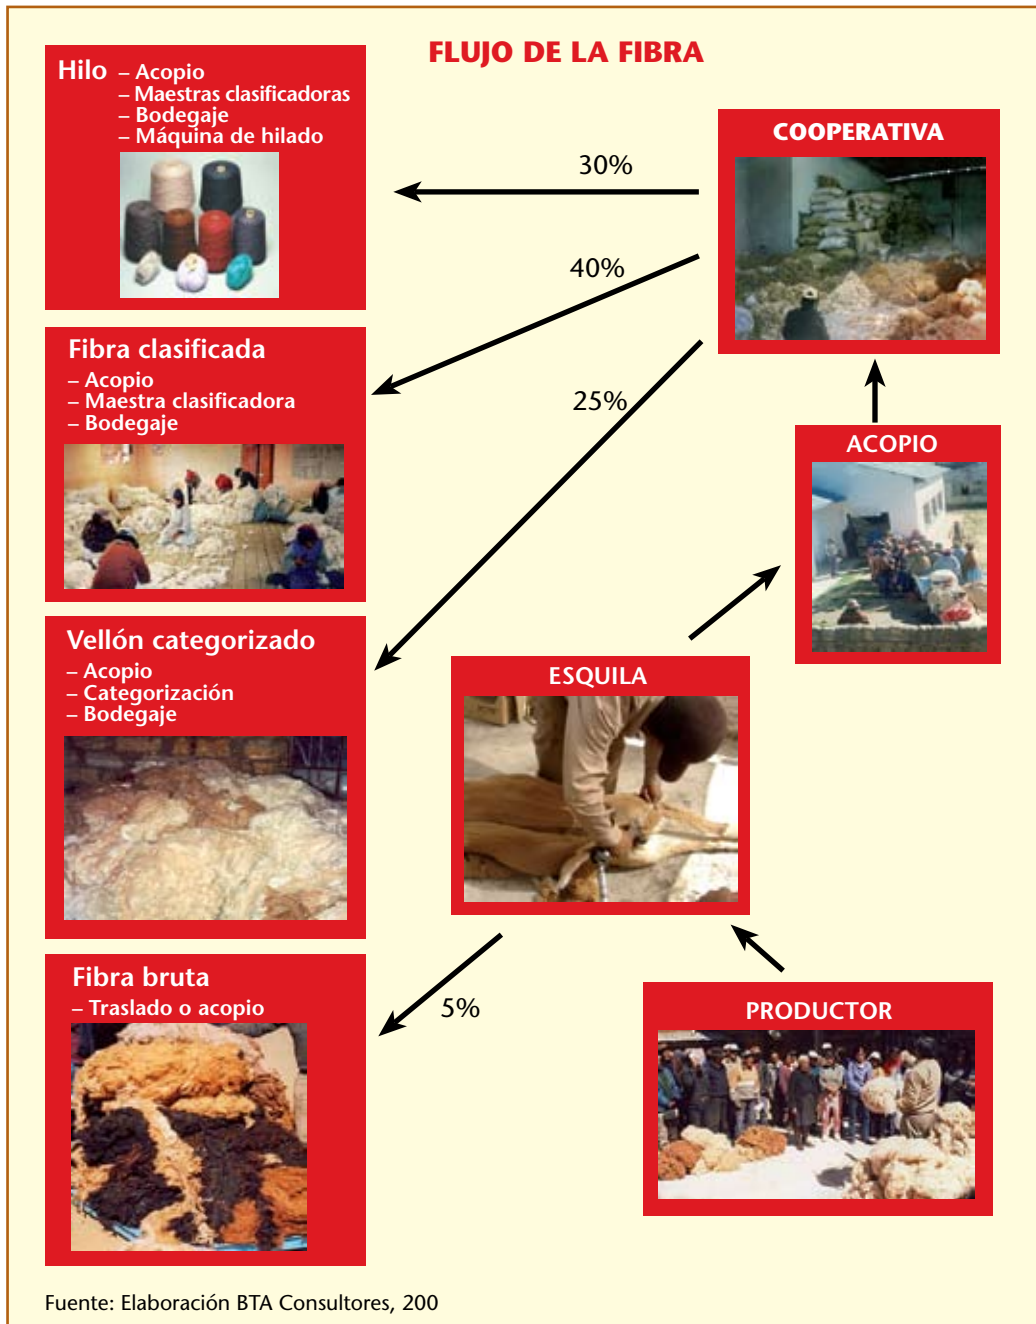 FLUJO DE LA FIBRA
Hilo – Acopio
– Maestras clasificadoras
– Bodegaje
– Máquina de hilado
30%
COOPERATIVA
40%
Fibra clasificada
– Acopio
– Maestra clasificadora
– Bodegaje
25%
ACOPIO
Vellón categorizado
– Acopio
– Categorización
– Bodegaje
ESQUILA
Fibra bruta
– Traslado o acopio
5%
PRODUCTOR
Fuente: Elaboración BTA Consultores, 200